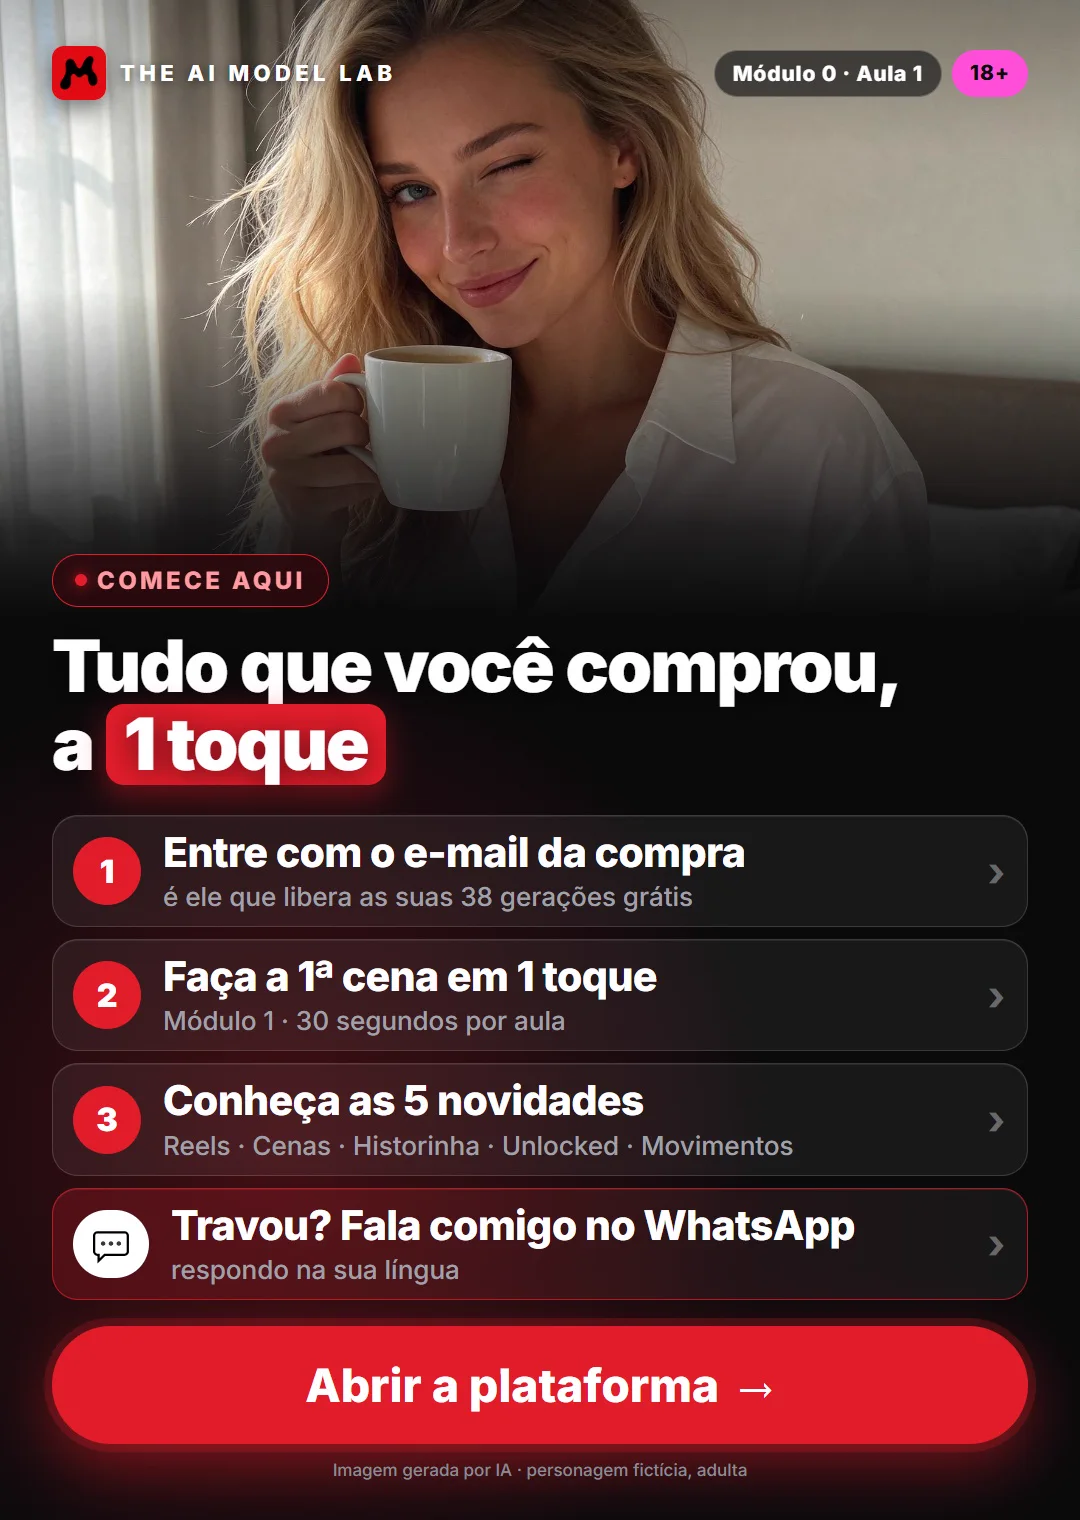 THE AI MODEL LAB
Módulo 0 · Aula 1
18+
COMECE AQUI
Tudo que você comprou,
a 1 toque
1
Entre com o e-mail da compra
é ele que libera as suas 38 gerações grátis
2
Faça a 1ª cena em 1 toque
Módulo 1 · 30 segundos por aula
3
Conheça as 5 novidades
Reels · Cenas · Historinha · Unlocked · Movimentos
Travou? Fala comigo no WhatsApp
respondo na sua língua
Abrir a plataforma →
Imagem gerada por IA · personagem fictícia, adulta